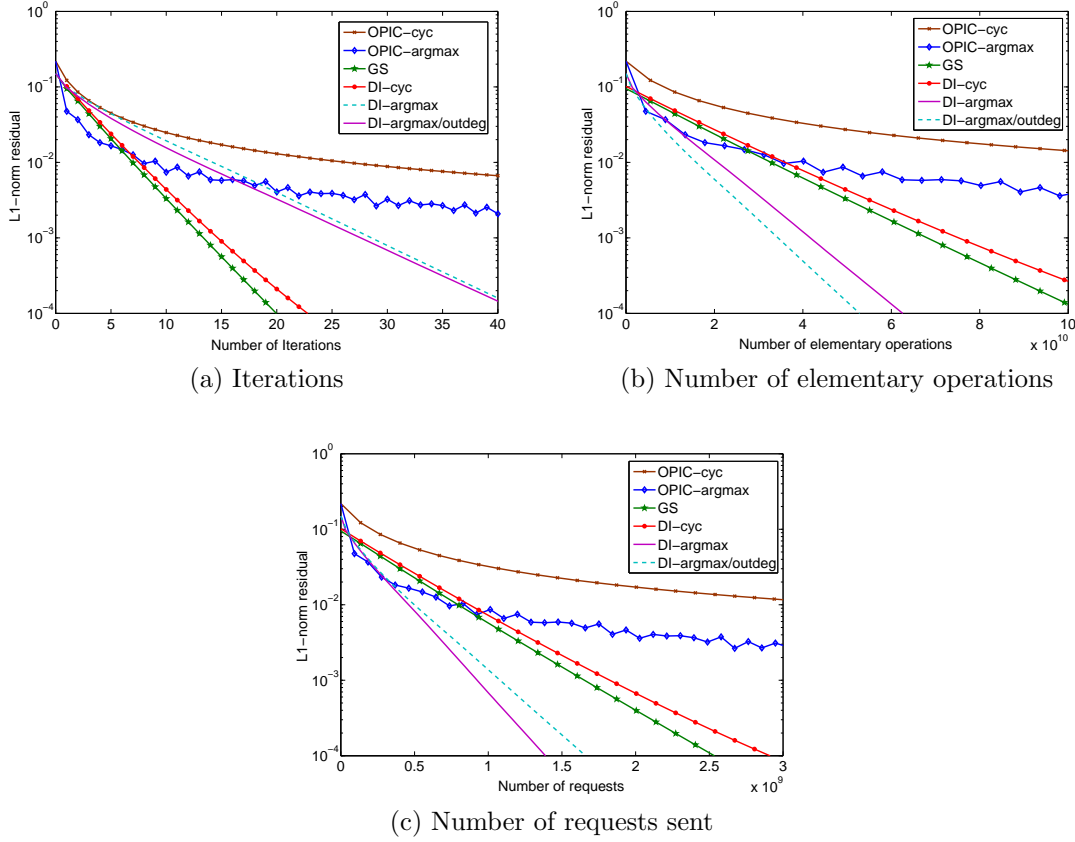 10^0
10^-1
10^-2
10^-3
10^-4
L1-norm residual
OPIC-cyc
OPIC-argmax
GS
DI-cyc
DI-argmax
DI-argmax/outdeg
0 5 10 15 20 25 30 35 40
Number of Iterations
(a) Iterations
10^0
10^-1
10^-2
10^-3
10^-4
L1-norm residual
OPIC-cyc
OPIC-argmax
GS
DI-cyc
DI-argmax
DI-argmax/outdeg
0 2 4 6 8 10
Number of elementary operations
x 10^10
(b) Number of elementary operations
10^0
10^-1
10^-2
10^-3
10^-4
L1-norm residual
OPIC-cyc
OPIC-argmax
GS
DI-cyc
DI-argmax
DI-argmax/outdeg
0 0.5 1 1.5 2 2.5 3
Number of requests
x 10^9
(c) Number of requests sent